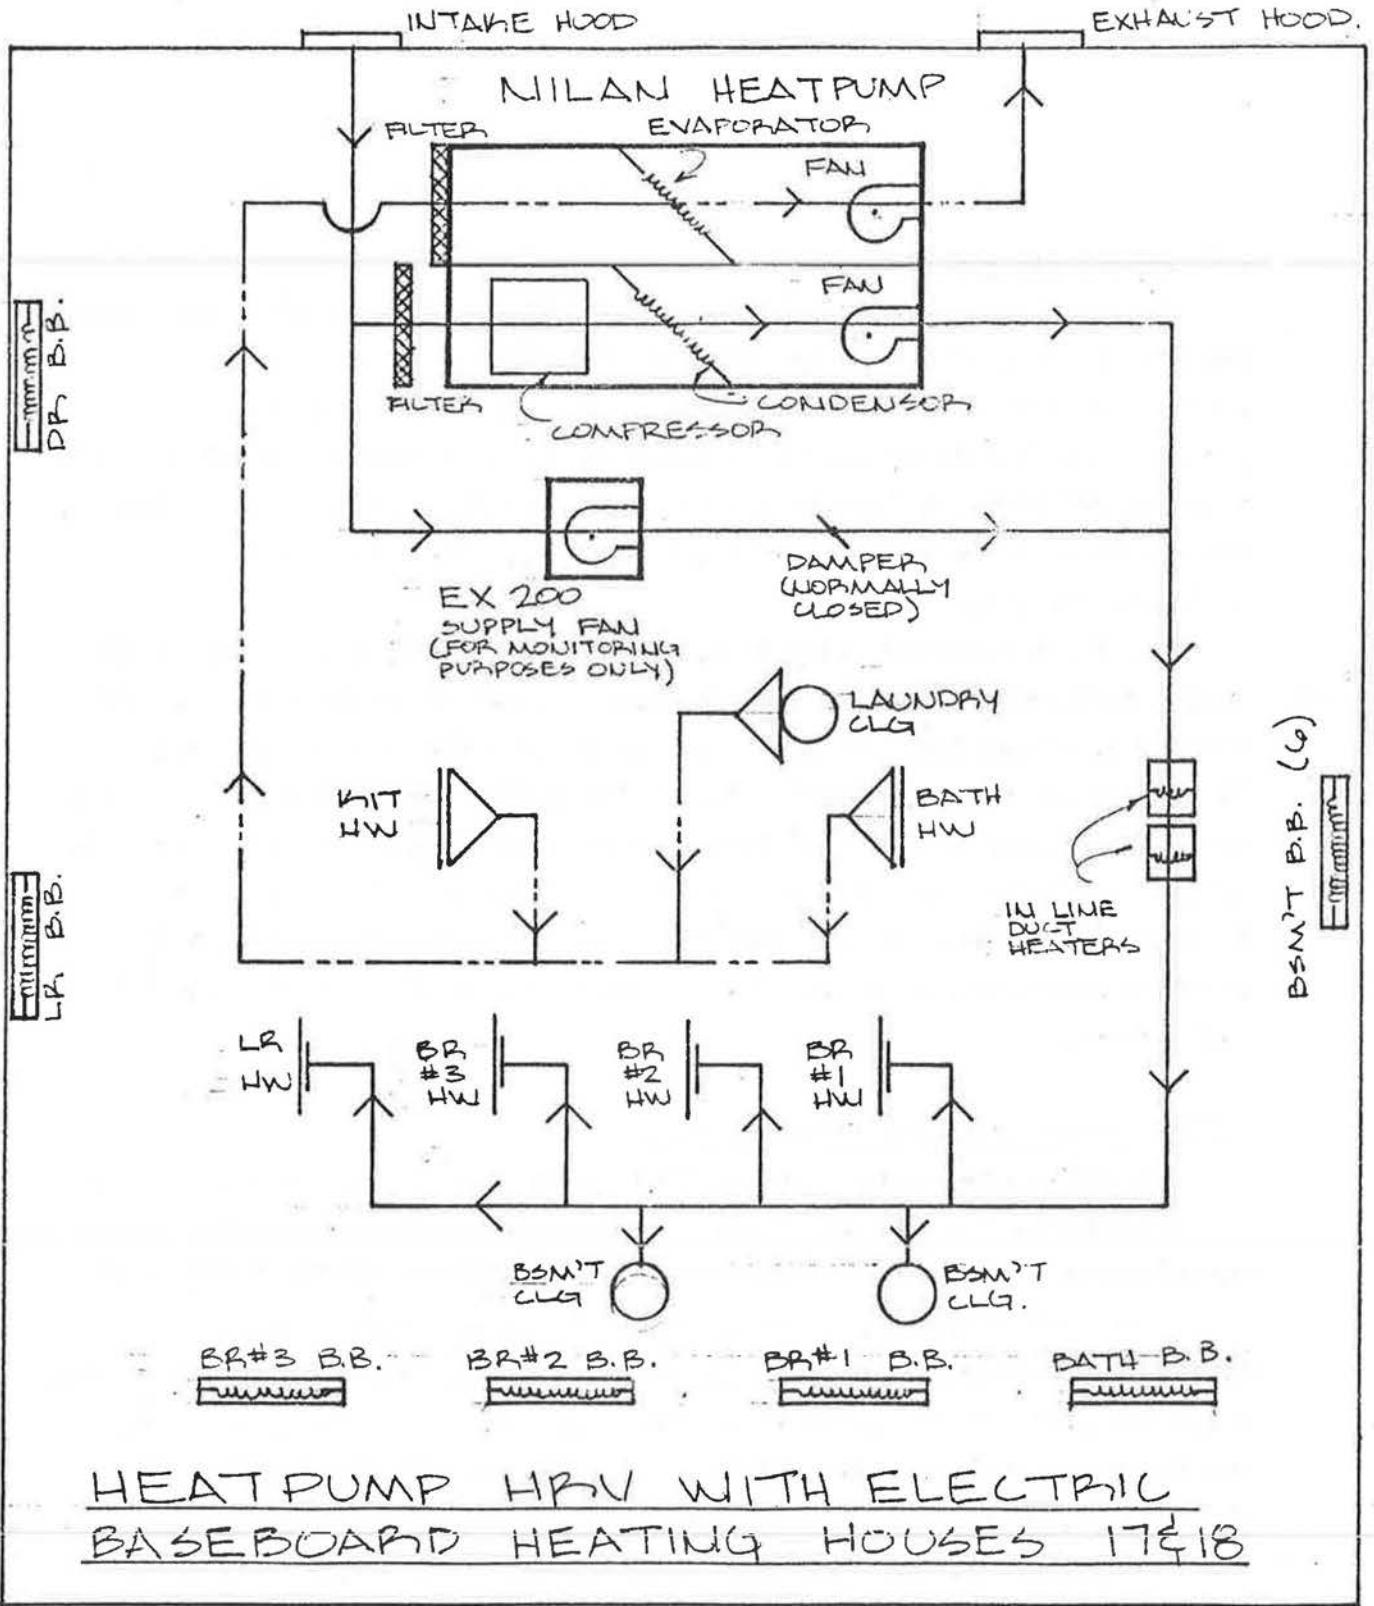 INTAKE HOOD
EXHAUST HOOD.
NILAN HEATPUMP
FILTER
EVAPORATOR
FAN
FAN
FILTER
CONDENSOR
COMPRESSOR
DR B.B.
EX 200
SUPPLY FAN
(FOR MONITORING
PURPOSES ONLY)
DAMPER
(NORMALLY
CLOSED)
LAUNDRY
CLG
KIT
HW
BATH
HW
IN LINE
DUCT
HEATERS
BSM'T B.B. (6)
LR B.B.
LR
HW
BR
#3
HW
BR
#2
HW
BR
#1
HW
BSM'T
CLG
BSM'T
CLG.
BR#3 B.B.
BR#2 B.B.
BR#1 B.B.
BATH B.B.
HEATPUMP HRV WITH ELECTRIC
BASEBOARD HEATING HOUSES 17&18